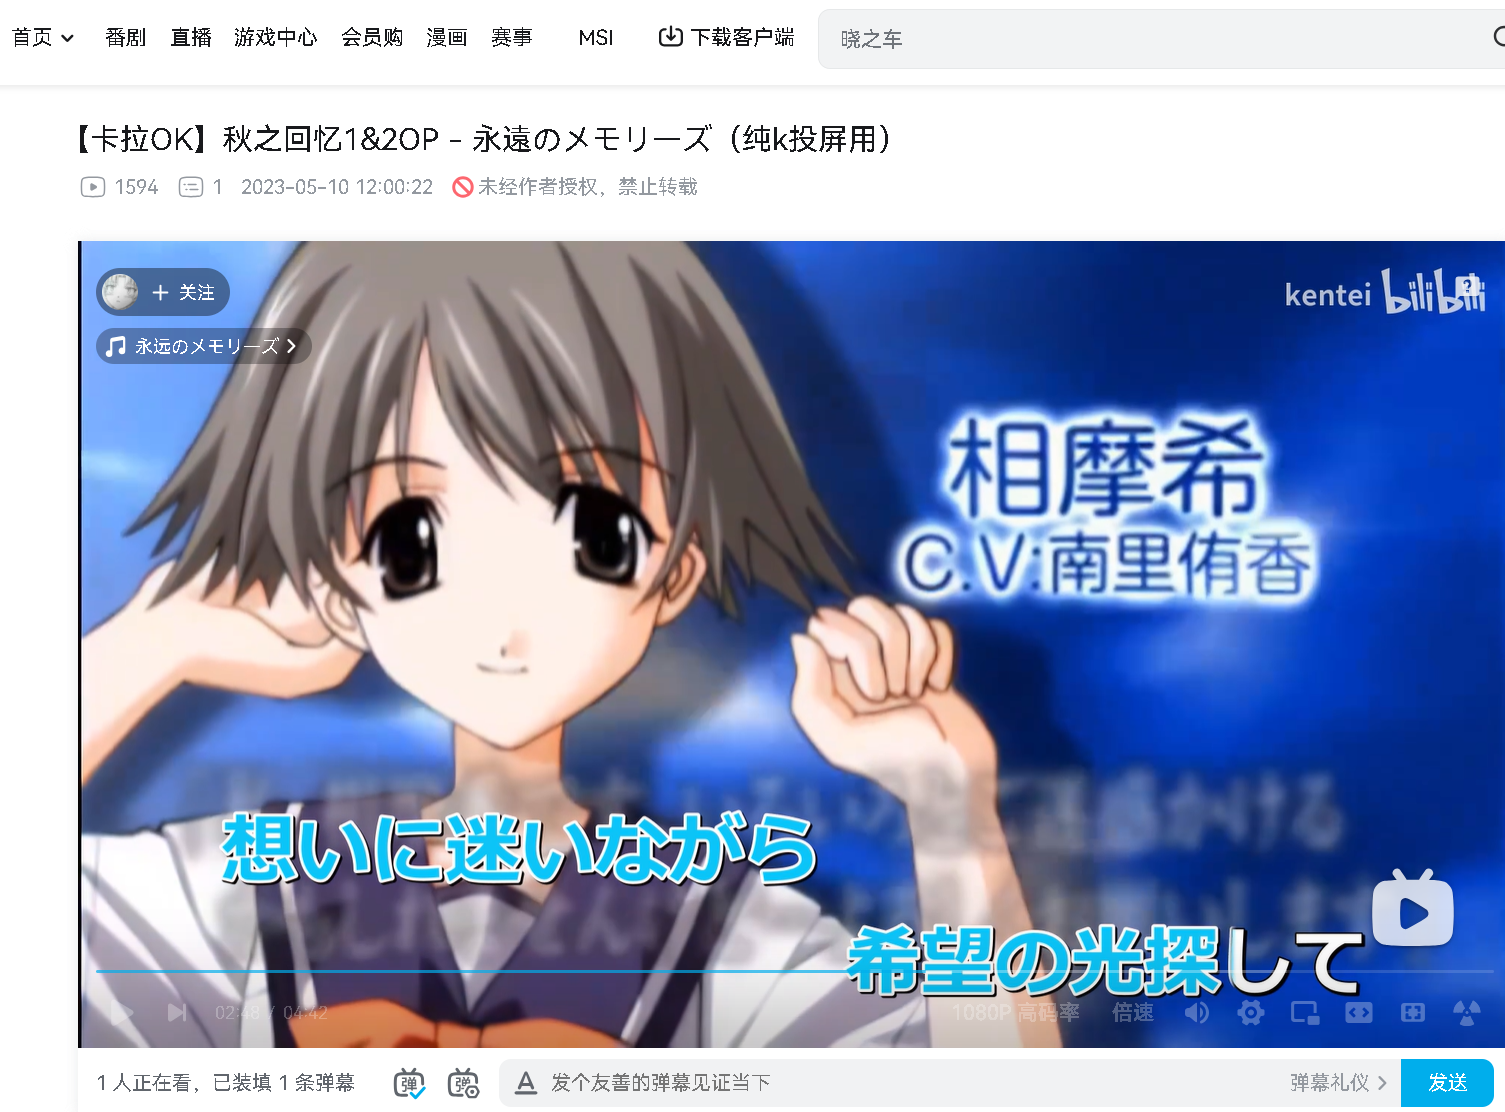 首页 番剧 直播 游戏中心 会员购 漫画 赛事 MSI 下载客户端 晓之车
【卡拉OK】秋之回忆1&2OP - 永遠のメモリーズ（纯k投屏用）
1594 1 2023-05-10 12:00:22 未经作者授权，禁止转载
+ 关注
kentei bilibili
永远のメモリーズ
相摩希
C.V:南里侑香
想いに迷いながら
希望の光探して
02:48 / 04:42 1080P 高码率 倍速
1 人正在看，已装填 1 条弹幕 弹 弹 A 发个友善的弹幕见证当下 弹幕礼仪 发送